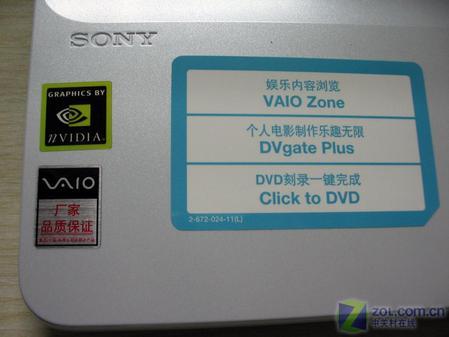 SONY
GRAPHICS BY
nVIDIA
VAIO
厂家
品质保证
娱乐内容浏览
VAIO Zone
个人电影制作乐趣无限
DVgate Plus
DVD刻录一键完成
Click to DVD
2-672-024-11(L)
zol.com.cn
中关村在线